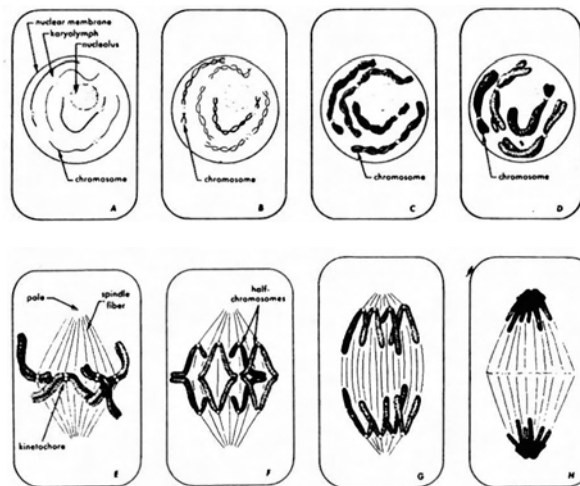 nuclear membrane
karyolymph
nucleolus
chromosome
A
chromosome
B
chromosome
C
chromosome
D
pole
spindle
fiber
kinetochore
E
half-
chromosomes
F
G
H